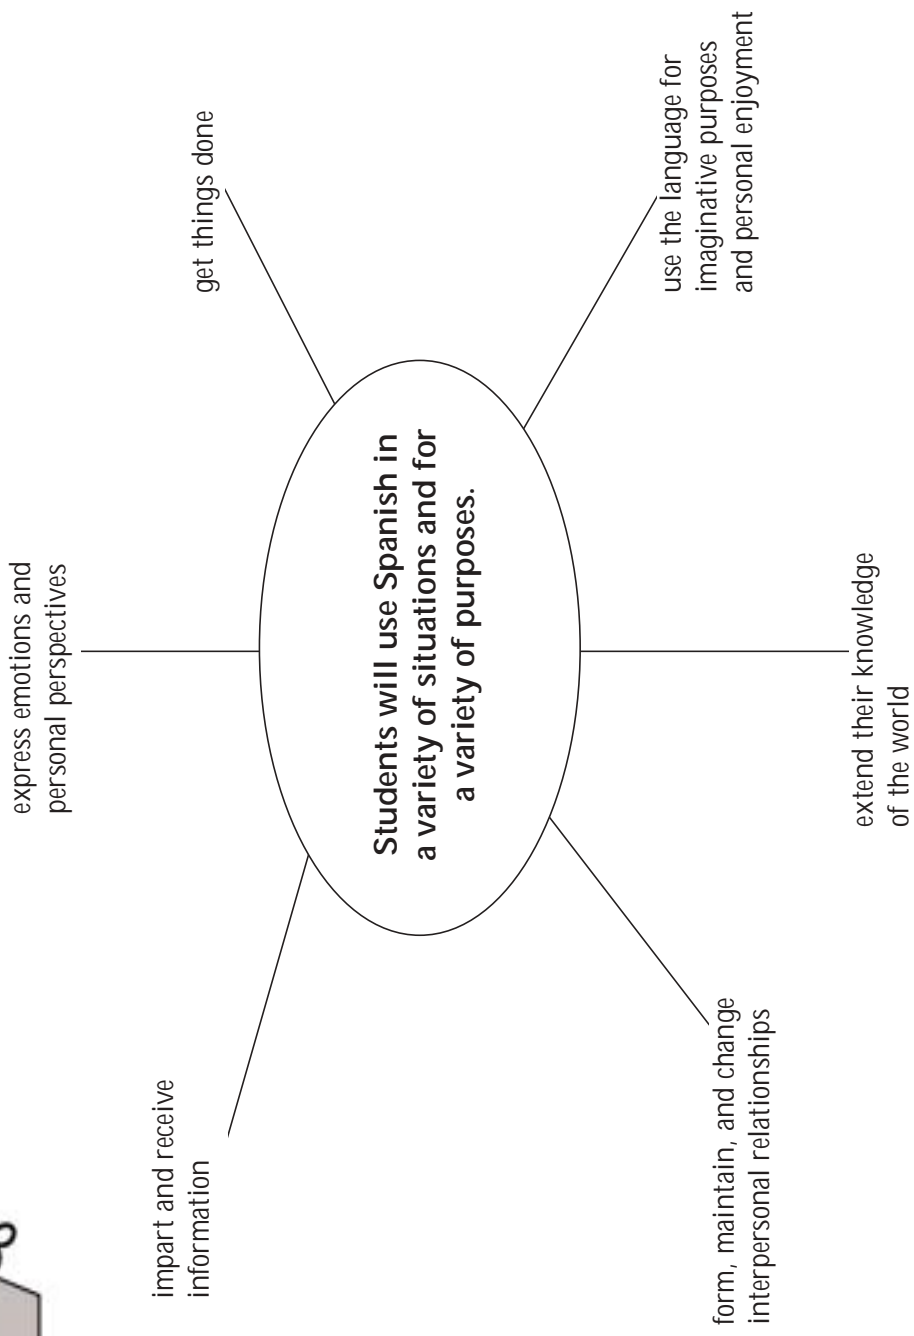 express emotions and
personal perspectives
impart and receive
information
get things done
Students will use Spanish in
a variety of situations and for
a variety of purposes.
form, maintain, and change
interpersonal relationships
use the language for
imaginative purposes
and personal enjoyment
extend their knowledge
of the world